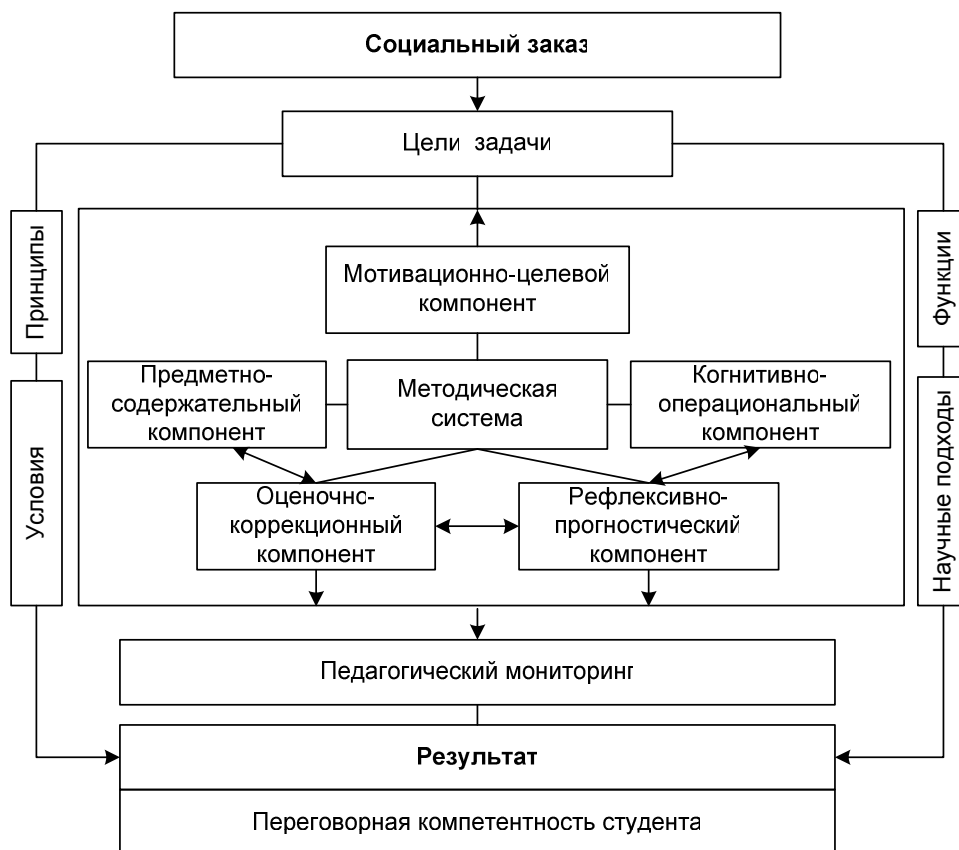 Социальный заказ
Цели задачи
Принципы
Функции
Мотивационно-целевой
компонент
Предметно-
содержательный
компонент
Методическая
система
Когнитивно-
операциональный
компонент
Условия
Научные подходы
Оценочно-
коррекционный
компонент
Рефлексивно-
прогностический
компонент
Педагогический мониторинг
Результат
Переговорная компетентность студента